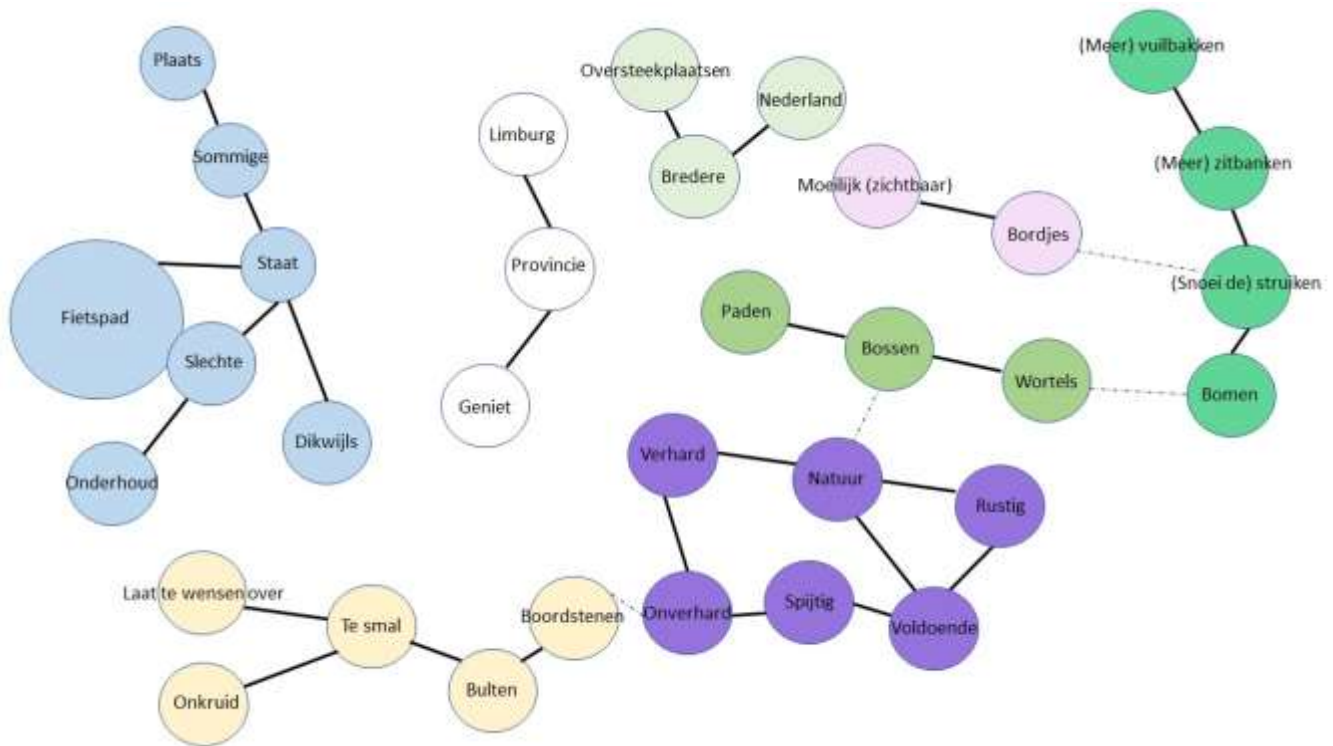 Plaats
Sommige
Staat
Fietspad
Slechte
Dikwijls
Onderhoud
Limburg
Provincie
Geniet
Oversteekplaatsen
Nederland
Bredere
Moeilijk (zichtbaar)
Bordjes
(Meer) vuilbakken
(Meer) zitbanken
(Snoei de) struiken
Bomen
Paden
Bossen
Wortels
Verhard
Natuur
Rustig
Onverhard
Spijtig
Voldoende
Laat te wensen over
Te smal
Boordstenen
Bulten
Onkruid